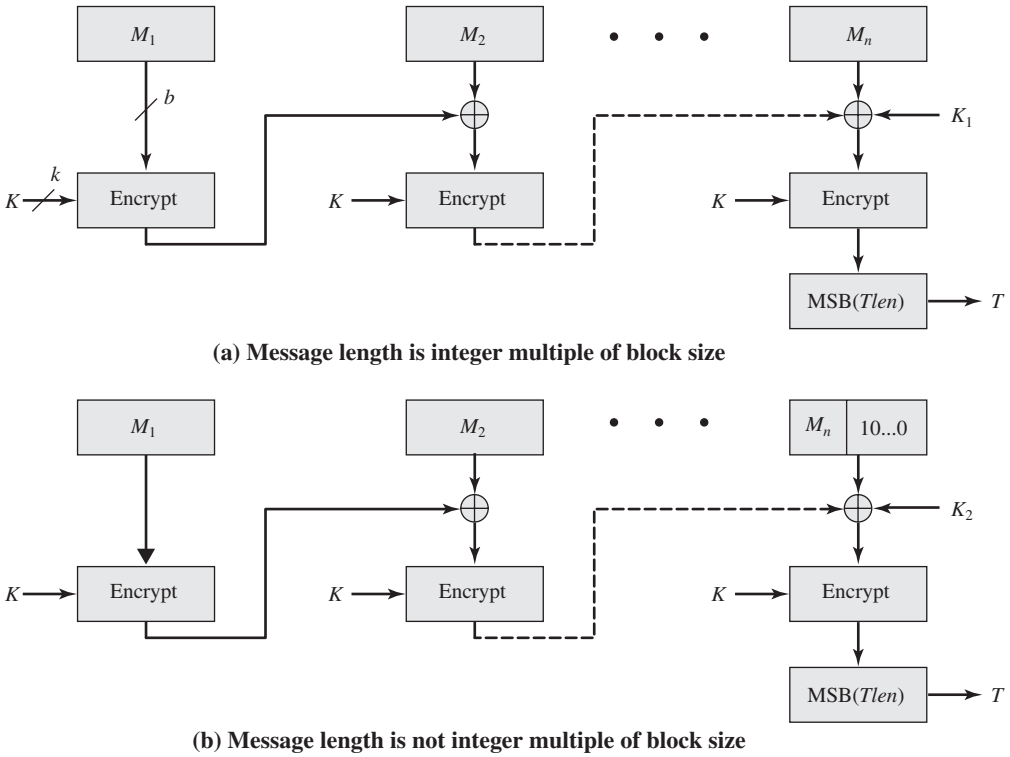 M₁ M₂ Mₙ
b
K₁
k
K Encrypt K Encrypt K Encrypt
MSB(Tlen) T
(a) Message length is integer multiple of block size
M₁ M₂ Mₙ 10...0
K₂
K Encrypt K Encrypt K Encrypt
MSB(Tlen) T
(b) Message length is not integer multiple of block size